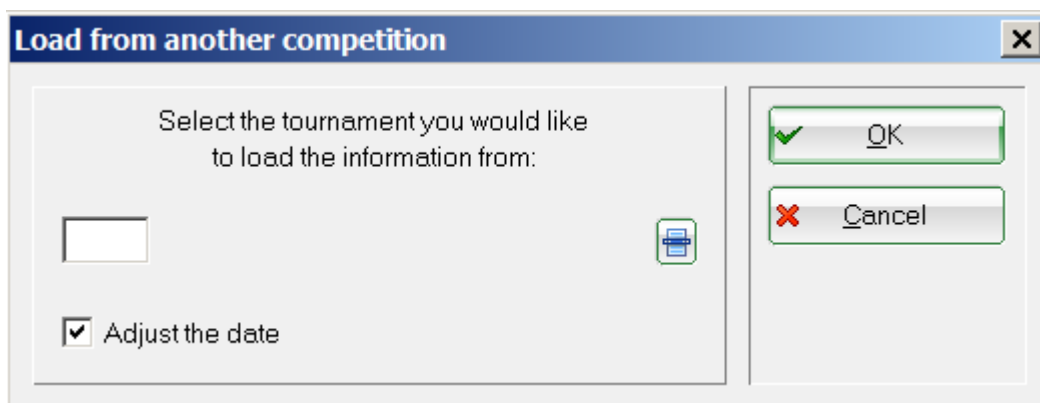 Load from another competition
Select the tournament you would like
to load the information from:
OK
Cancel
Adjust the date